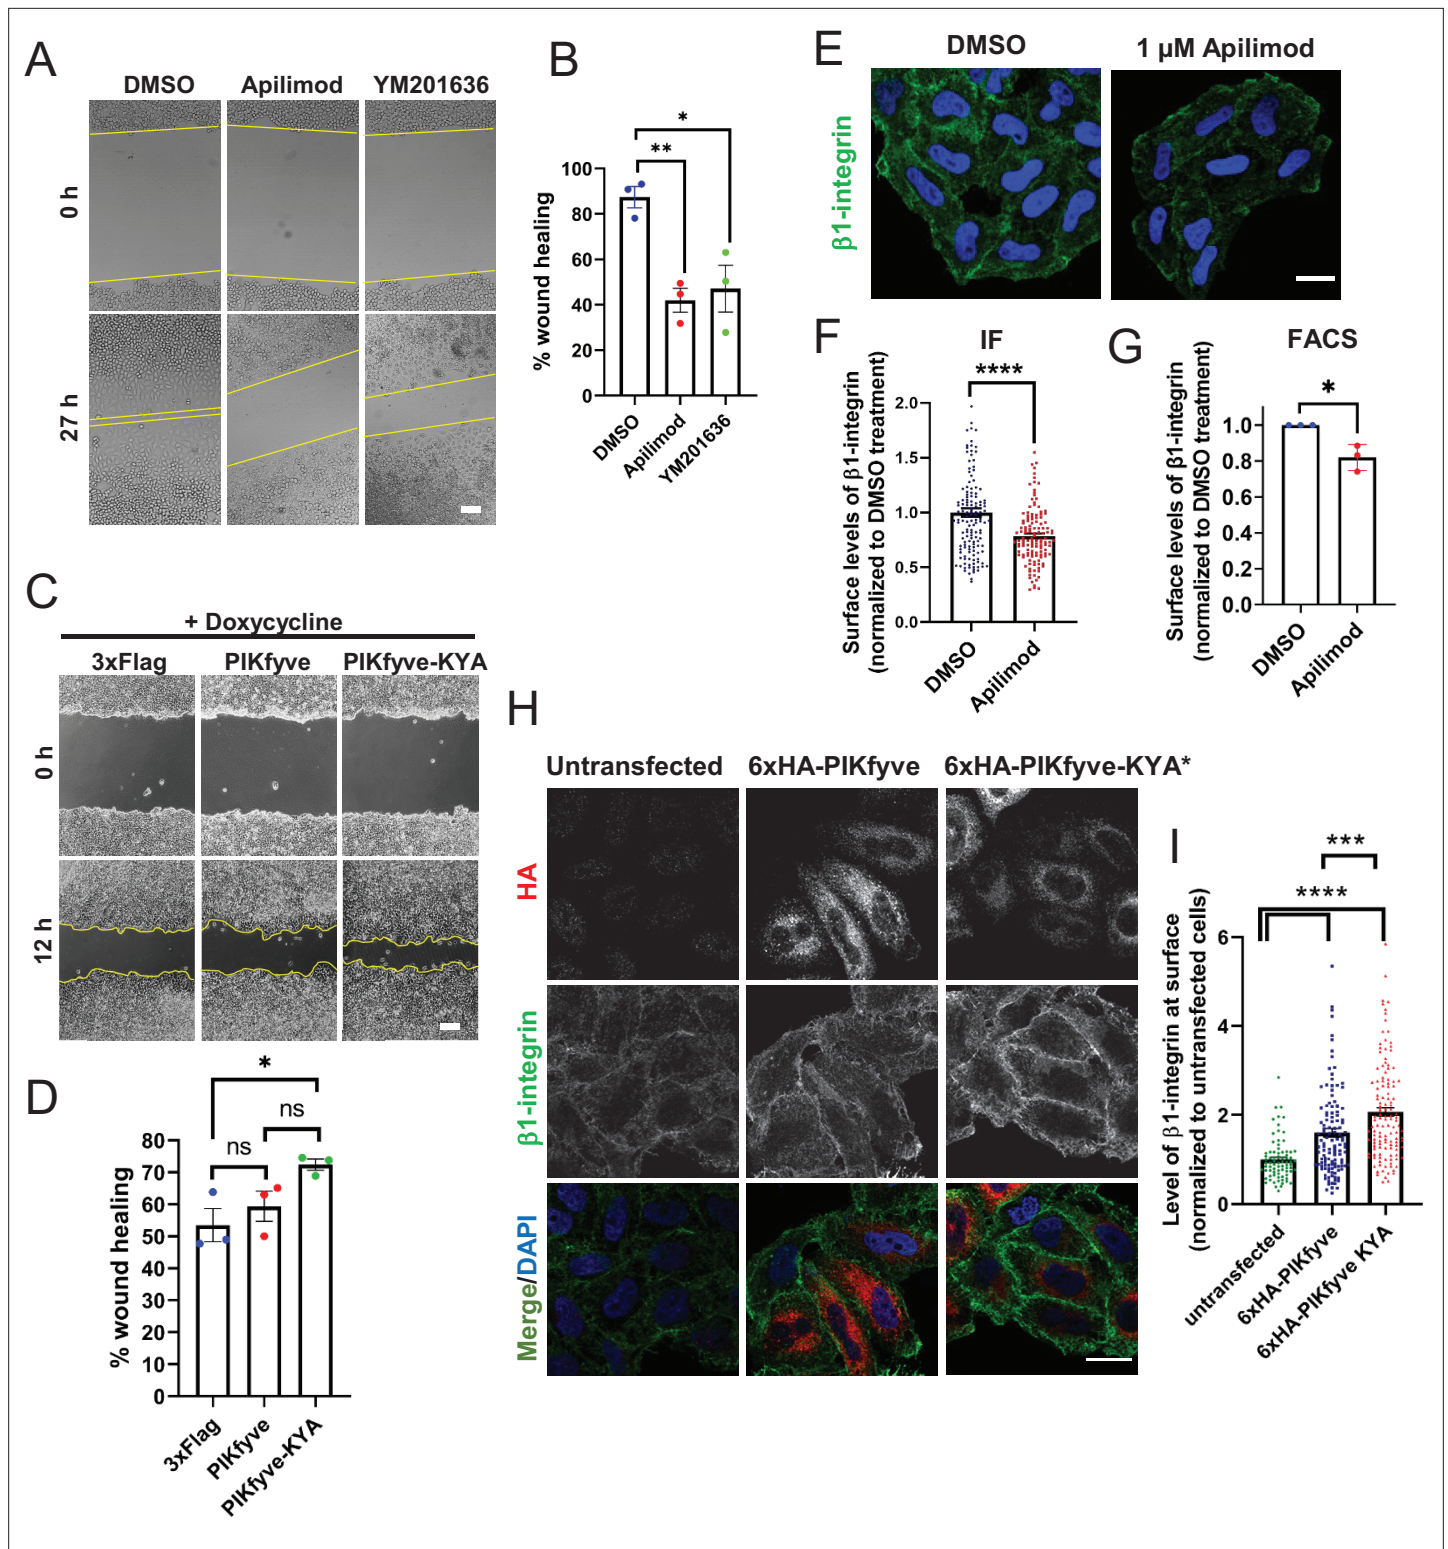 A
DMSO
Apilimod
YM201636
0 h
27 h
B
% wound healing
100
80
60
40
20
0
*
**
DMSO
Apilimod
YM201636
C
+ Doxycycline
3xFlag
PIKfyve
PIKfyve-KYA
0 h
12 h
D
% wound healing
80
70
60
50
40
30
20
10
0
*
ns
ns
3xFlag
PIKfyve
PIKfyve-KYA
E
DMSO
1 µM Apilimod
β1-integrin
F
IF
Surface levels of β1-integrin
(normalized to DMSO treatment)
****
2.0
1.5
1.0
0.5
0.0
DMSO
Apilimod
G
FACS
Surface levels of β1-integrin
(normalized to DMSO treatment)
*
1.0
0.8
0.6
0.4
0.2
0.0
DMSO
Apilimod
H
Untransfected
6xHA-PIKfyve
6xHA-PIKfyve-KYA*
HA
β1-integrin
Merge/DAPI
I
Level of β1-integrin at surface
(normalized to untransfected cells)
***
****
6
4
2
0
untransfected
6xHA-PIKfyve
6xHA-PIKfyve KYA